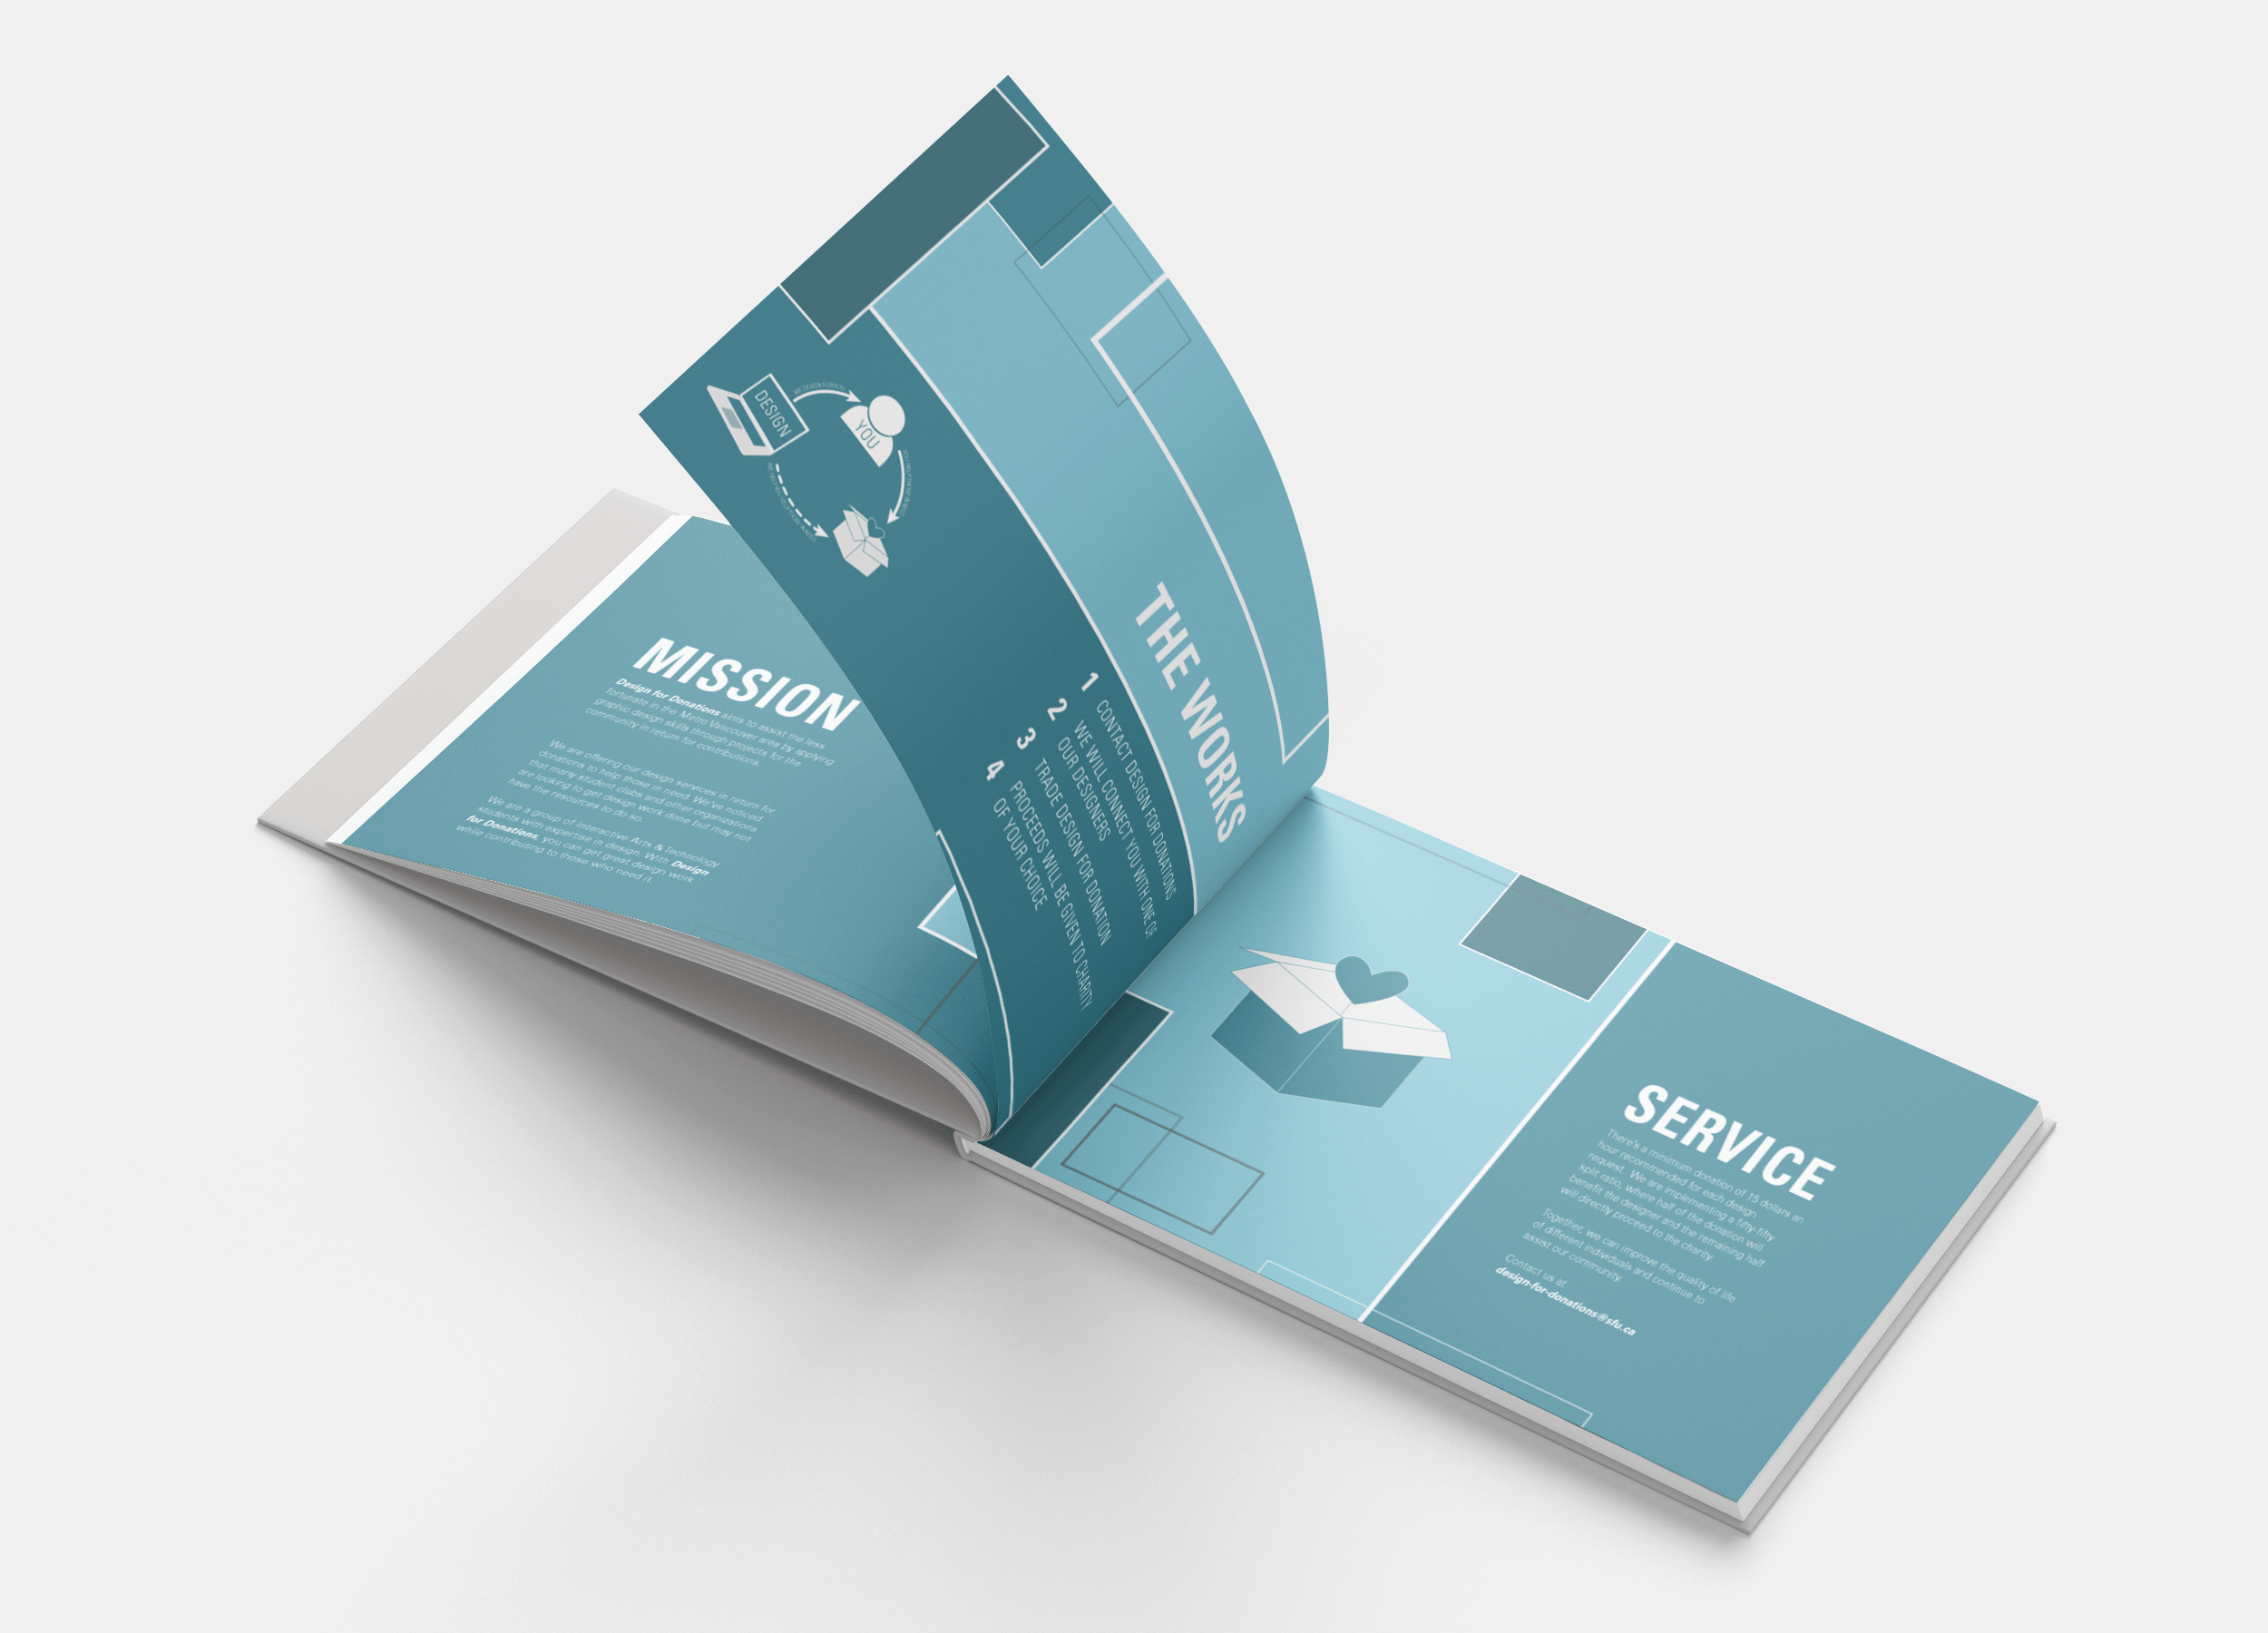 MISSION
Design for Donations aims to assist the less
fortunate in the Metro Vancouver area by applying
graphic design skills through projects for the
community in return for contributions.
We are offering our design services in return for
donations to help those in need. We've noticed
that many student clubs and other organizations
are looking to get design work done but may not
have the resources to do so.
We are a group of Interactive Arts & Technology
students with expertise in design. With Design
for Donations, you can get great design work
while contributing to those who need it.
DESIGN
WE DESIGN FOR YOU
YOU
THE WORKS
1 CONTACT DESIGN FOR DONATIONS
2 WE WILL CONNECT YOU WITH ONE OF
OUR DESIGNERS
3 TRADE DESIGN FOR DONATION
4 PROCEEDS WILL BE GIVEN TO CHARITY
OF YOUR CHOICE
SERVICE
There's a minimum donation of 15 dollars an
hour recommended for each design
request. We are implementing a fifty-fifty
split ratio, where half of the donation will
benefit the designer and the remaining half
will directly proceed to the charity.
Together, we can improve the quality of life
of different individuals and continue to
assist our community.
Contact us at
design-for-donations@sfu.ca